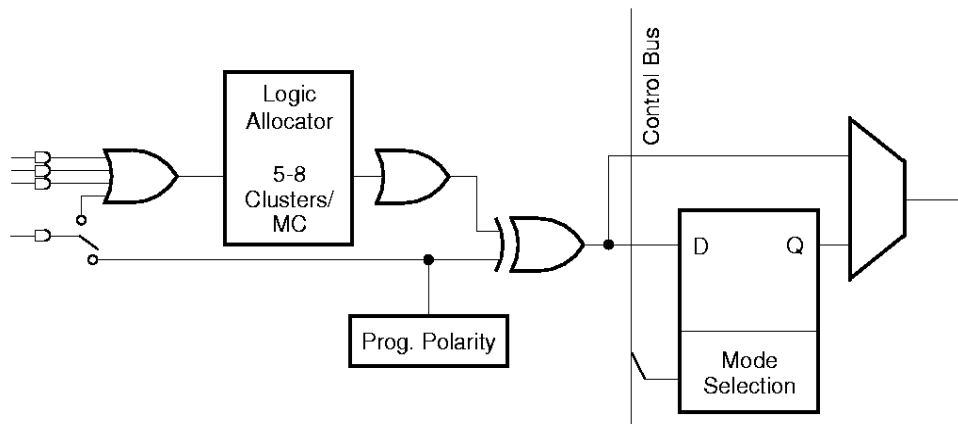 Logic
Allocator
5-8
Clusters/
MC
Prog. Polarity
Control Bus
D
Q
Mode
Selection